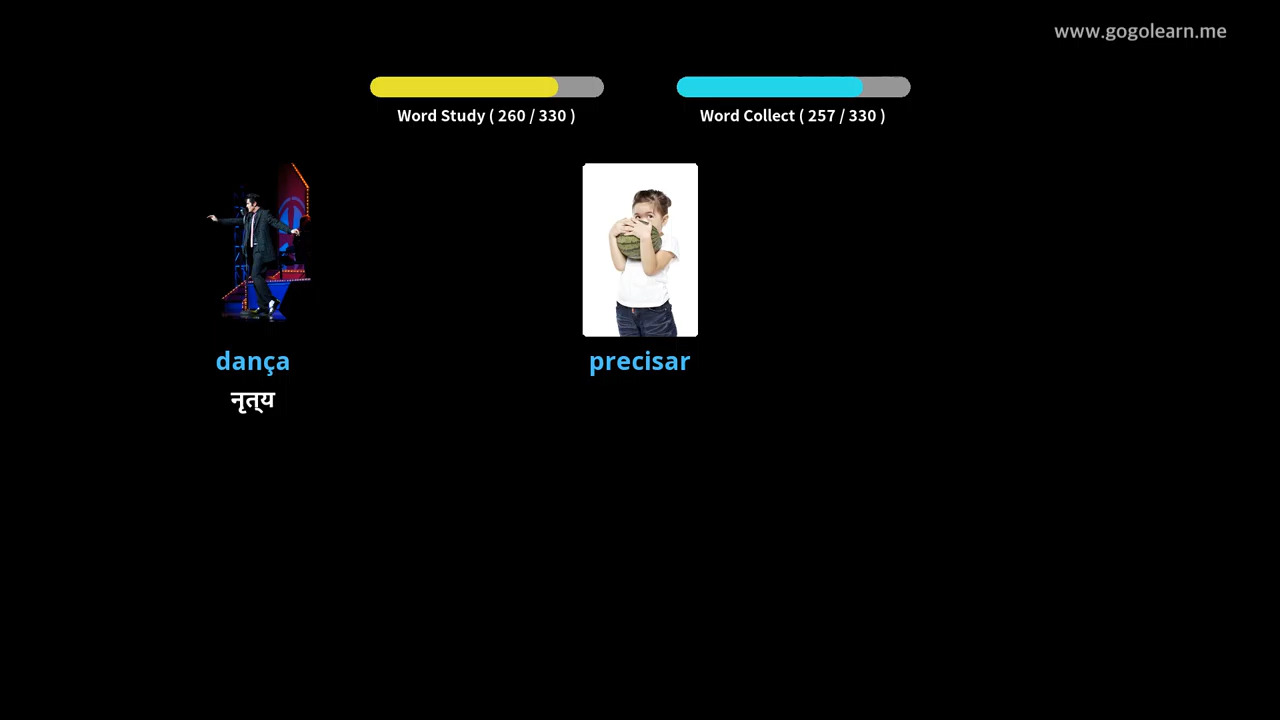 www.gogolearn.me
Word Study ( 260 / 330 )
Word Collect ( 257 / 330 )
dança
precisar
नृत्य